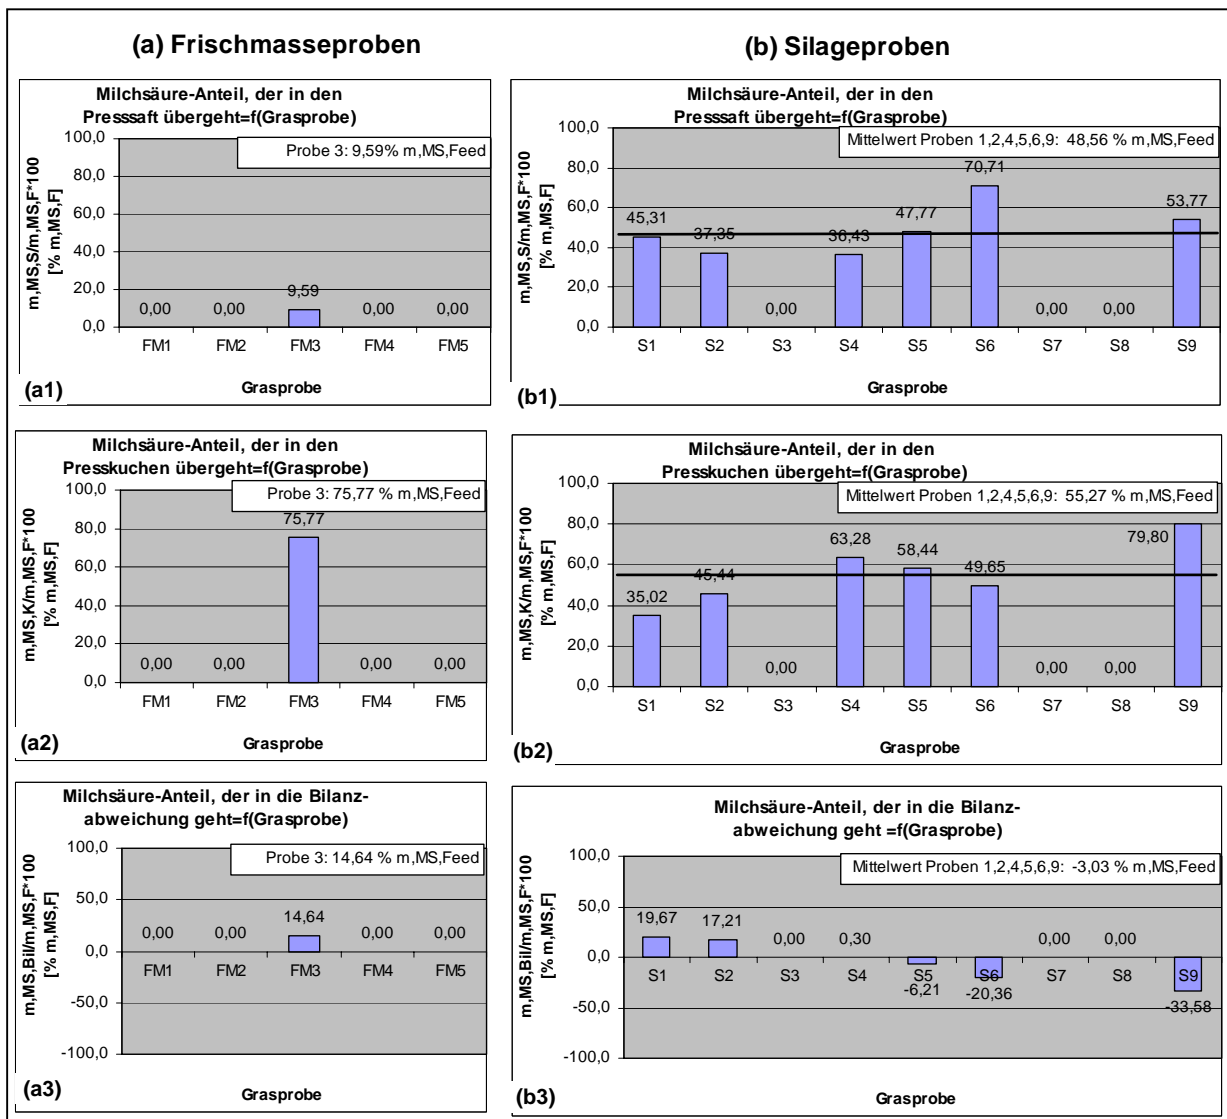 (a) Frischmasseproben
(b) Silageproben
Milchsäure-Anteil, der in den
Presssaft übergeht=f(Grasprobe)
Probe 3: 9,59% m,MS,Feed
m,MS,S/m,MS,F*100
[% m,MS,F]
100,0
80,0
60,0
40,0
20,0
0,0
0,00 0,00 9,59 0,00 0,00
FM1 FM2 FM3 FM4 FM5
Grasprobe
(a1)
Milchsäure-Anteil, der in den
Presssaft übergeht=f(Grasprobe)
Mittelwert Proben 1,2,4,5,6,9: 48,56 % m,MS,Feed
m,MS,S/m,MS,F*100
[% m,MS,F]
100,0
80,0
60,0
40,0
20,0
0,0
45,31 37,35 0,00 36,43 47,77 70,71 0,00 0,00 53,77
S1 S2 S3 S4 S5 S6 S7 S8 S9
Grasprobe
(b1)
Milchsäure-Anteil, der in den
Presskuchen übergeht=f(Grasprobe)
Probe 3: 75,77 % m,MS,Feed
m,MS,K/m,MS,F*100
[% m,MS,F]
100,0
80,0
60,0
40,0
20,0
0,0
0,00 0,00 75,77 0,00 0,00
FM1 FM2 FM3 FM4 FM5
Grasprobe
(a2)
Milchsäure-Anteil, der in den
Presskuchen übergeht=f(Grasprobe)
Mittelwert Proben 1,2,4,5,6,9: 55,27 % m,MS,Feed
m,MS,K/m,MS,F*100
[% m,MS,F]
100,0
80,0
60,0
40,0
20,0
0,0
35,02 45,44 0,00 63,28 58,44 49,65 0,00 0,00 79,80
S1 S2 S3 S4 S5 S6 S7 S8 S9
Grasprobe
(b2)
Milchsäure-Anteil, der in die Bilanz-
abweichung geht=f(Grasprobe)
Probe 3: 14,64 % m,MS,Feed
m,MS,Bil/m,MS,F*100
[% m,MS,F]
100,0
50,0
0,0
-50,0
-100,0
0,00 0,00 14,64 0,00 0,00
FM1 FM2 FM3 FM4 FM5
Grasprobe
(a3)
Milchsäure-Anteil, der in die Bilanz-
abweichung geht =f(Grasprobe)
Mittelwert Proben 1,2,4,5,6,9: -3,03 % m,MS,Feed
m,MS,Bil/m,MS,F*100
[% m,MS,F]
100,0
50,0
0,0
-50,0
-100,0
19,67 17,21 0,00 0,30 -6,21 -20,36 0,00 0,00 -33,58
S1 S2 S3 S4 S5 S6 S7 S8 S9
Grasprobe
(b3)